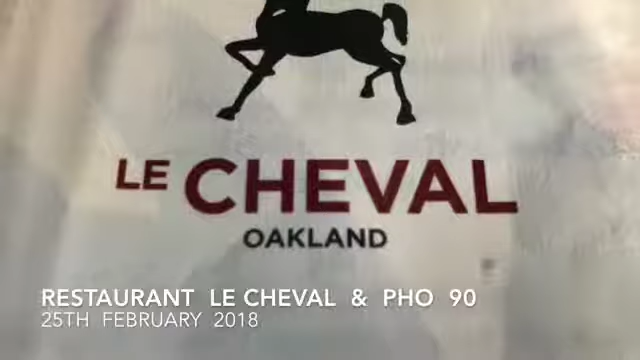 LE CHEVAL
OAKLAND
RESTAURANT LE CHEVAL & PHO 90
25TH FEBRUARY 2018